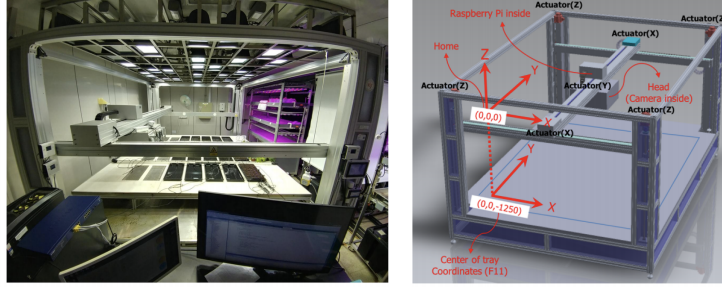 Actuator(Z)
Raspberry Pi inside
Actuator(Z)
Actuator(X)
Home
Z
Y
Actuator(Z)
Actuator(Y)
Head
(Camera inside)
Actuator(Z)
(0,0,0)
X
Actuator(X)
Y
(0,0,-1250)
X
Center of tray
Coordinates (F11)